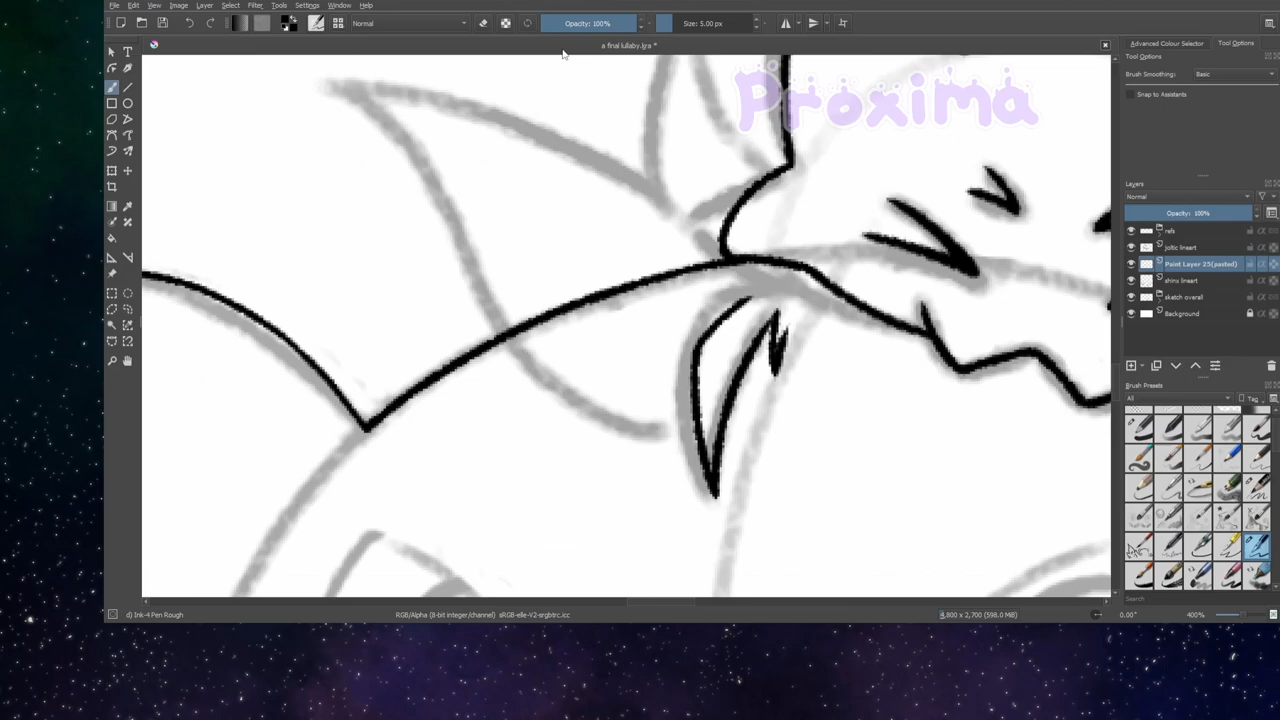 File Edit View Image Layer Select Filter Tools Settings Window Help
Normal Opacity: 100% Size: 5.00 px
a final lullaby.kra *
Proxima
Advanced Colour Selector Tool Options
Tool Options
Brush Smoothing: Basic
Snap to Assistants
Layers
Normal
Opacity: 100%
refs
joltic lineart
Paint Layer 25(pasted)
shins lineart
skatch overall
Background
Brush Presets
All Tag
Search
d) Ink-4 Pen Rough RGB/Alpha (8-bit integer/channel) sRGB-elle-V2-srgbtrc.icc 4,800 x 2,700 (598.0 MiB) 0.00° 400%